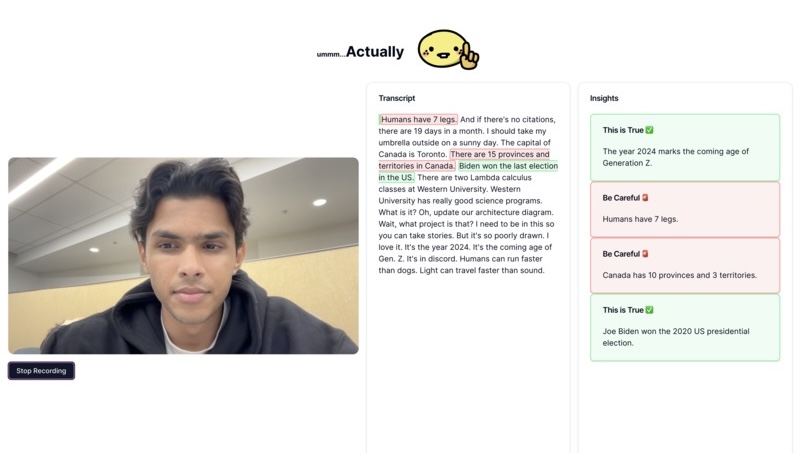 ummm...Actually
Stop Recording
Transcript
Humans have 7 legs. And if there's no citations,
there are 19 days in a month. I should take my
umbrella outside on a sunny day. The capital of
Canada is Toronto. There are 15 provinces and
territories in Canada. Biden won the last election
in the US. There are two Lambda calculus
classes at Western University. Western
University has really good science programs.
What is it? Oh, update our architecture diagram.
Wait, what project is that? I need to be in this so
you can take stories. But it's so poorly drawn. I
love it. It's the year 2024. It's the coming age of
Gen. Z. It's in discord. Humans can run faster
than dogs. Light can travel faster than sound.
Insights
This is True ✅
The year 2024 marks the coming age of
Generation Z.
Be Careful 🚨
Humans have 7 legs.
Be Careful 🚨
Canada has 10 provinces and 3 territories.
This is True ✅
Joe Biden won the 2020 US presidential
election.